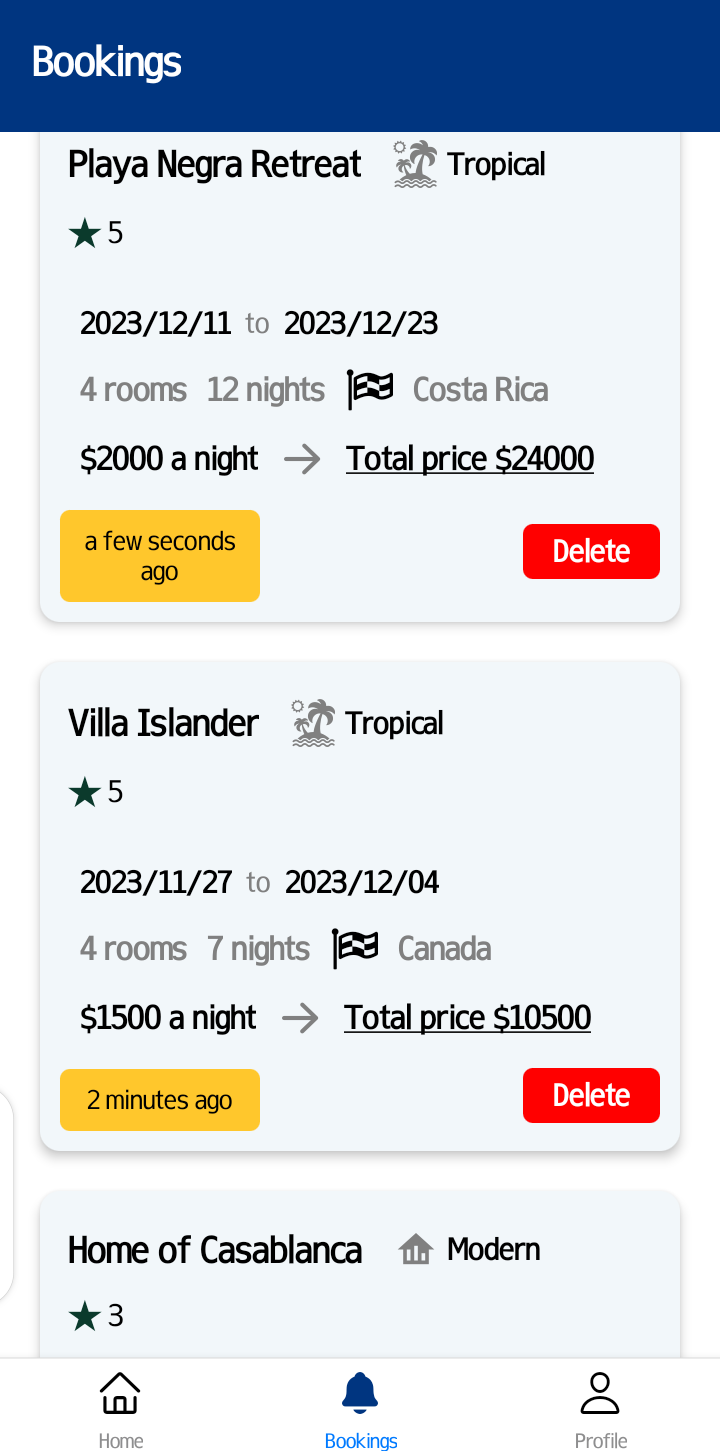 Bookings
Playa Negra Retreat Tropical
5
2023/12/11 to 2023/12/23
4 rooms 12 nights Costa Rica
$2000 a night Total price $24000
a few seconds
ago
Delete
Villa Islander Tropical
5
2023/11/27 to 2023/12/04
4 rooms 7 nights Canada
$1500 a night Total price $10500
2 minutes ago Delete
Home of Casablanca Modern
3
Home Bookings Profile